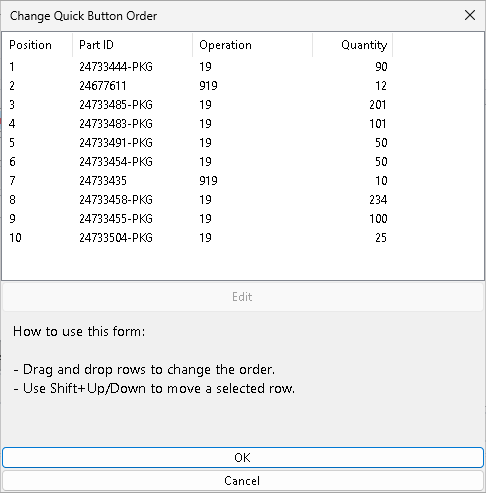 Change Quick Button Order
Position Part ID Operation Quantity
1 24733444-PKG 19 90
2 24677611 919 12
3 24733485-PKG 19 201
4 24733483-PKG 19 101
5 24733491-PKG 19 50
6 24733454-PKG 19 50
7 24733435 919 10
8 24733458-PKG 19 234
9 24733455-PKG 19 100
10 24733504-PKG 19 25
Edit
How to use this form:
- Drag and drop rows to change the order.
- Use Shift+Up/Down to move a selected row.
OK
Cancel